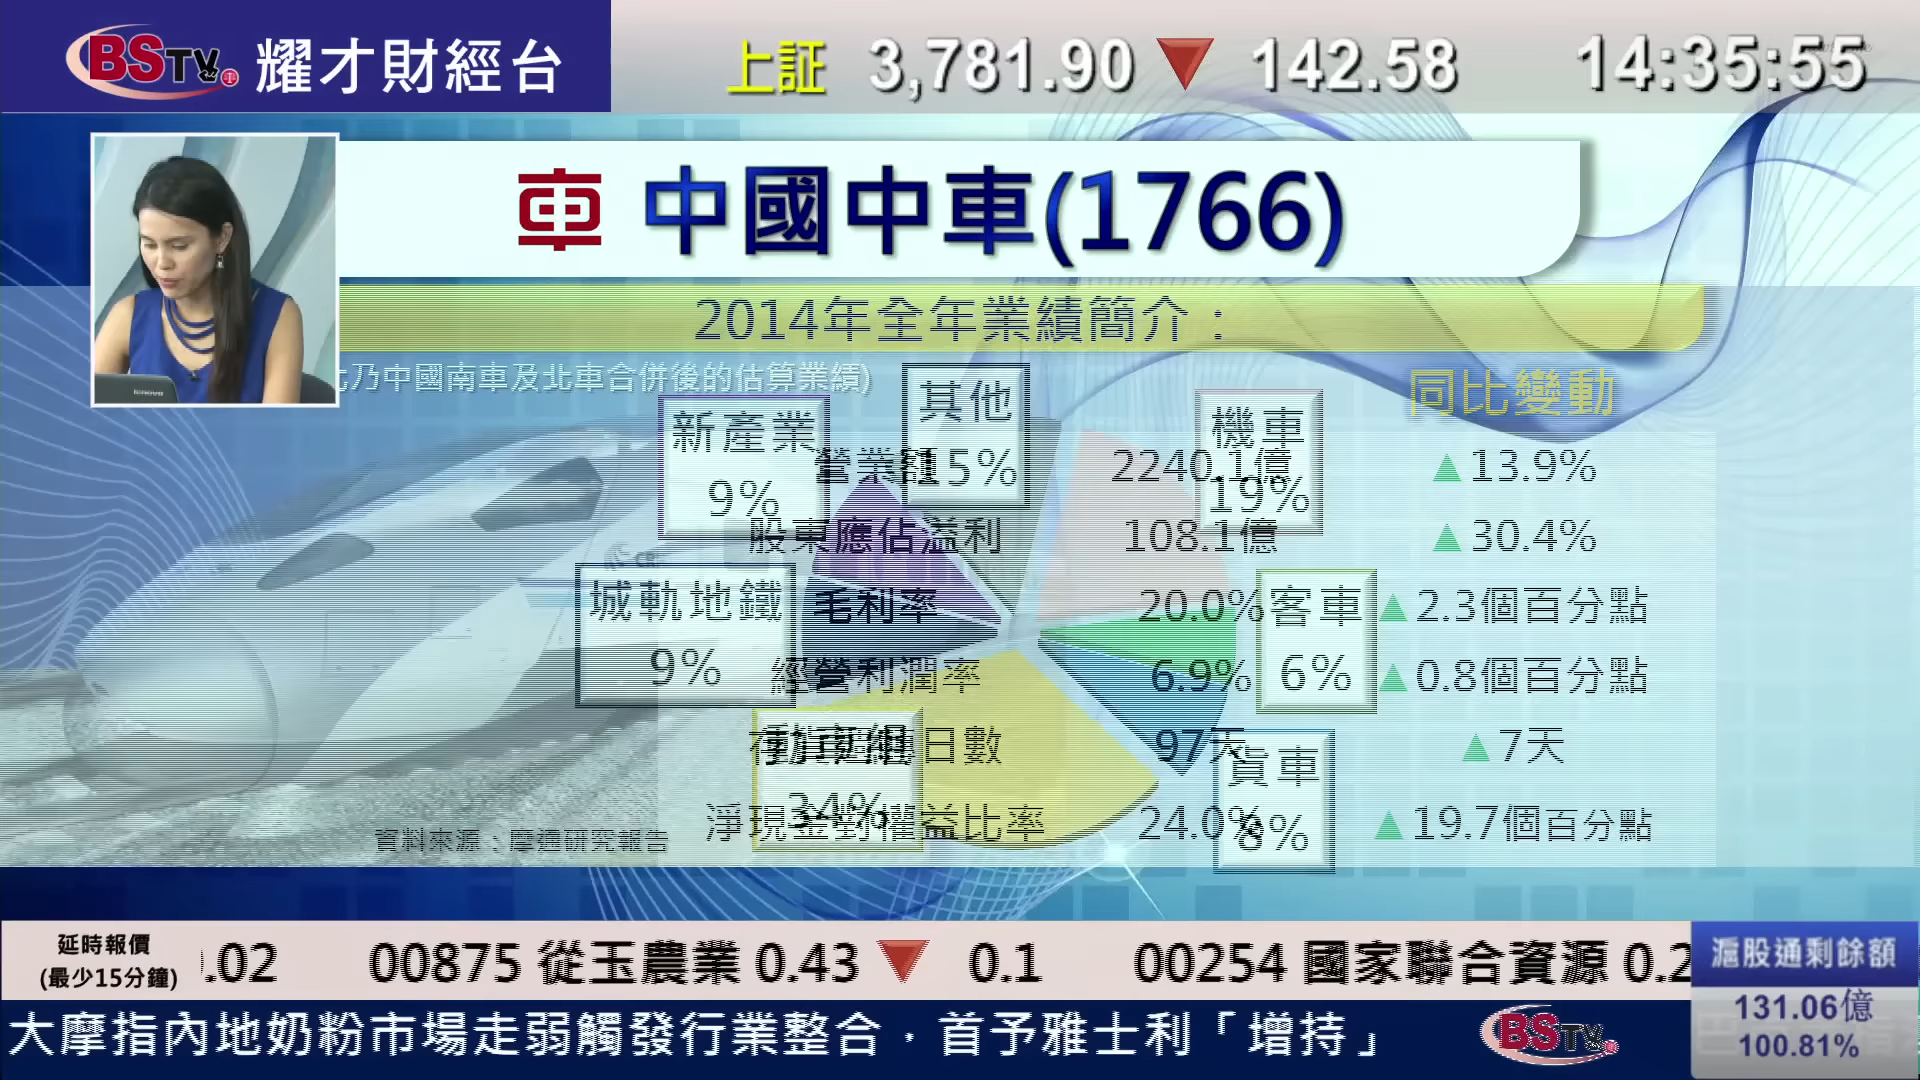 BSTV 耀才財經台
上証 3,781.90 ▼ 142.58 14:35:55
車 中國中車(1766)
2014年全年業績簡介：
乃中國南車及北車合併後的估算業績)
同比變動
其他
15%
新產業
9%
機車
19%
營業額 2240.1億 ▲13.9%
股東應佔溢利 108.1億 ▲30.4%
城軌地鐵
9%
毛利率 20.0% ▲2.3個百分點
客車
6%
經營利潤率 6.9% ▲0.8個百分點
動車組
34%
日數 97天 ▲7天
貨車
8%
淨現金對權益比率 24.0% ▲19.7個百分點
資料來源：摩通研究報告
延時報價
(最少15分鐘)
.02 00875 從玉農業 0.43 ▼ 0.1 00254 國家聯合資源 0.2
滬股通剩餘額
131.06億
100.81%
大摩指內地奶粉市場走弱觸發行業整合，首予雅士利「增持」
BSTV